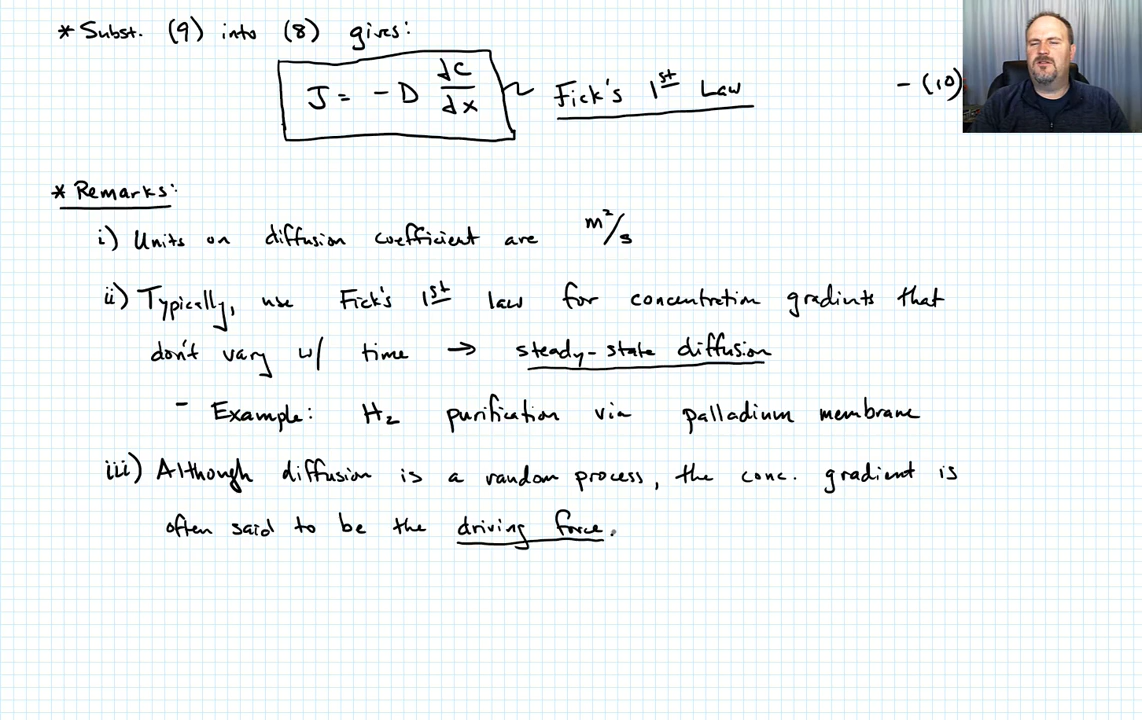 * Subst. (9) into (8) gives:
J = - D dC/dx ~ Fick's 1st Law - (10)
* Remarks:
i) Units on diffusion coefficient are m²/s
ii) Typically, use Fick's 1st law for concentration gradints that
don't vary w/ time → steady-state diffusion
- Example: H₂ purification via palladium membrane
iii) Although diffusion is a random process, the conc. gradient is
often said to be the driving force.